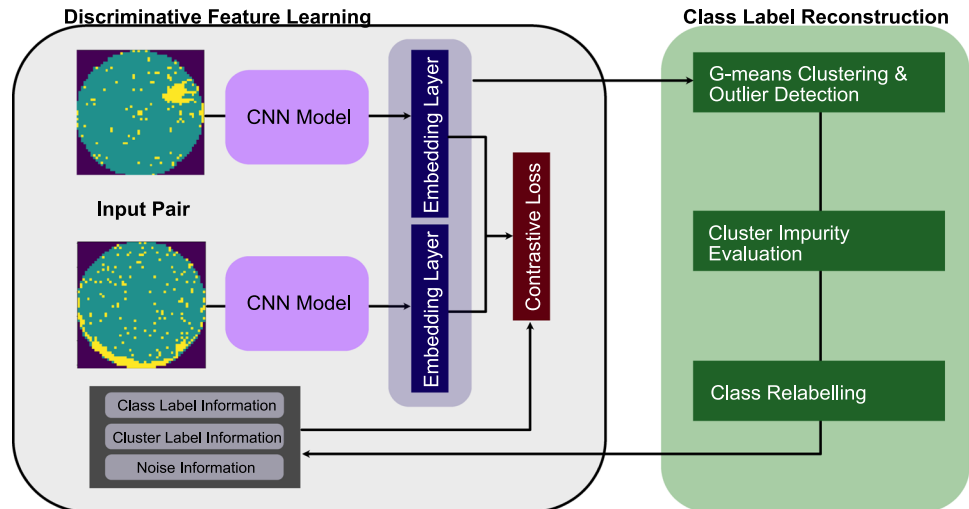 Discriminative Feature Learning
CNN Model
Embedding Layer
Input Pair
Contrastive Loss
CNN Model
Embedding Layer
Class Label Information
Cluster Label Information
Noise Information
Class Label Reconstruction
G-means Clustering &
Outlier Detection
Cluster Impurity
Evaluation
Class Relabelling